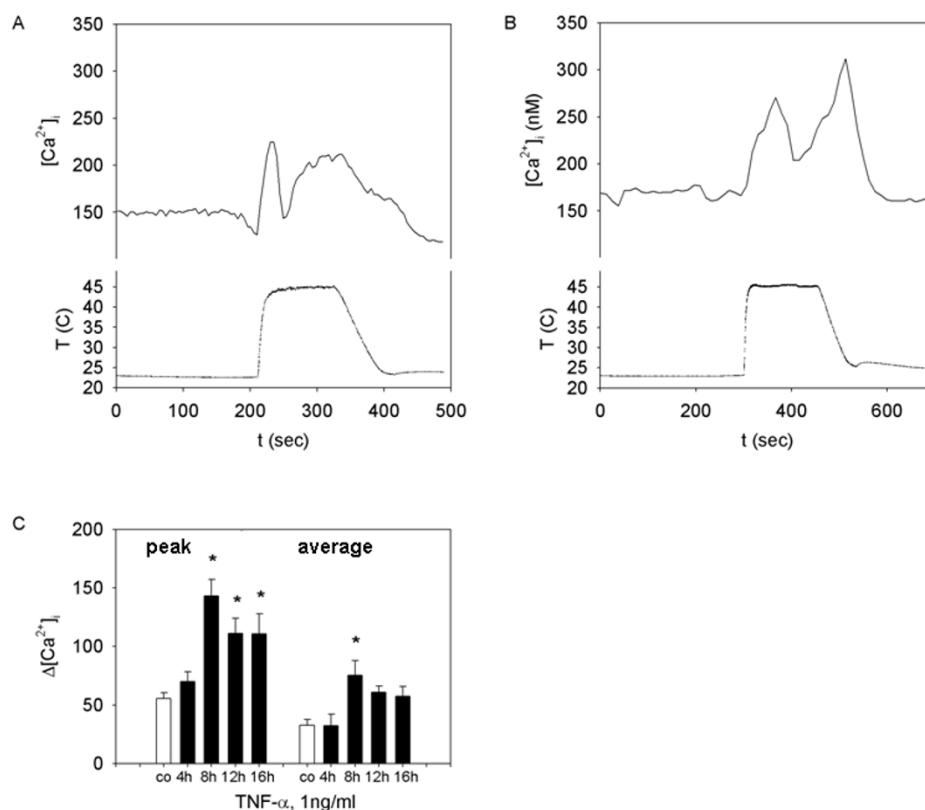 A
350
300
250
200
150
[Ca²⁺]ᵢ
45
40
35
30
25
20
T (C)
0 100 200 300 400 500
t (sec)
B
350
300
250
200
150
[Ca²⁺]ᵢ (nM)
45
40
35
30
25
20
T (C)
0 200 400 600
t (sec)
C
200
150
100
50
0
Δ[Ca²⁺]ᵢ
peak average
* * * *
co 4h 8h 12h 16h co 4h 8h 12h 16h
TNF-α, 1ng/ml